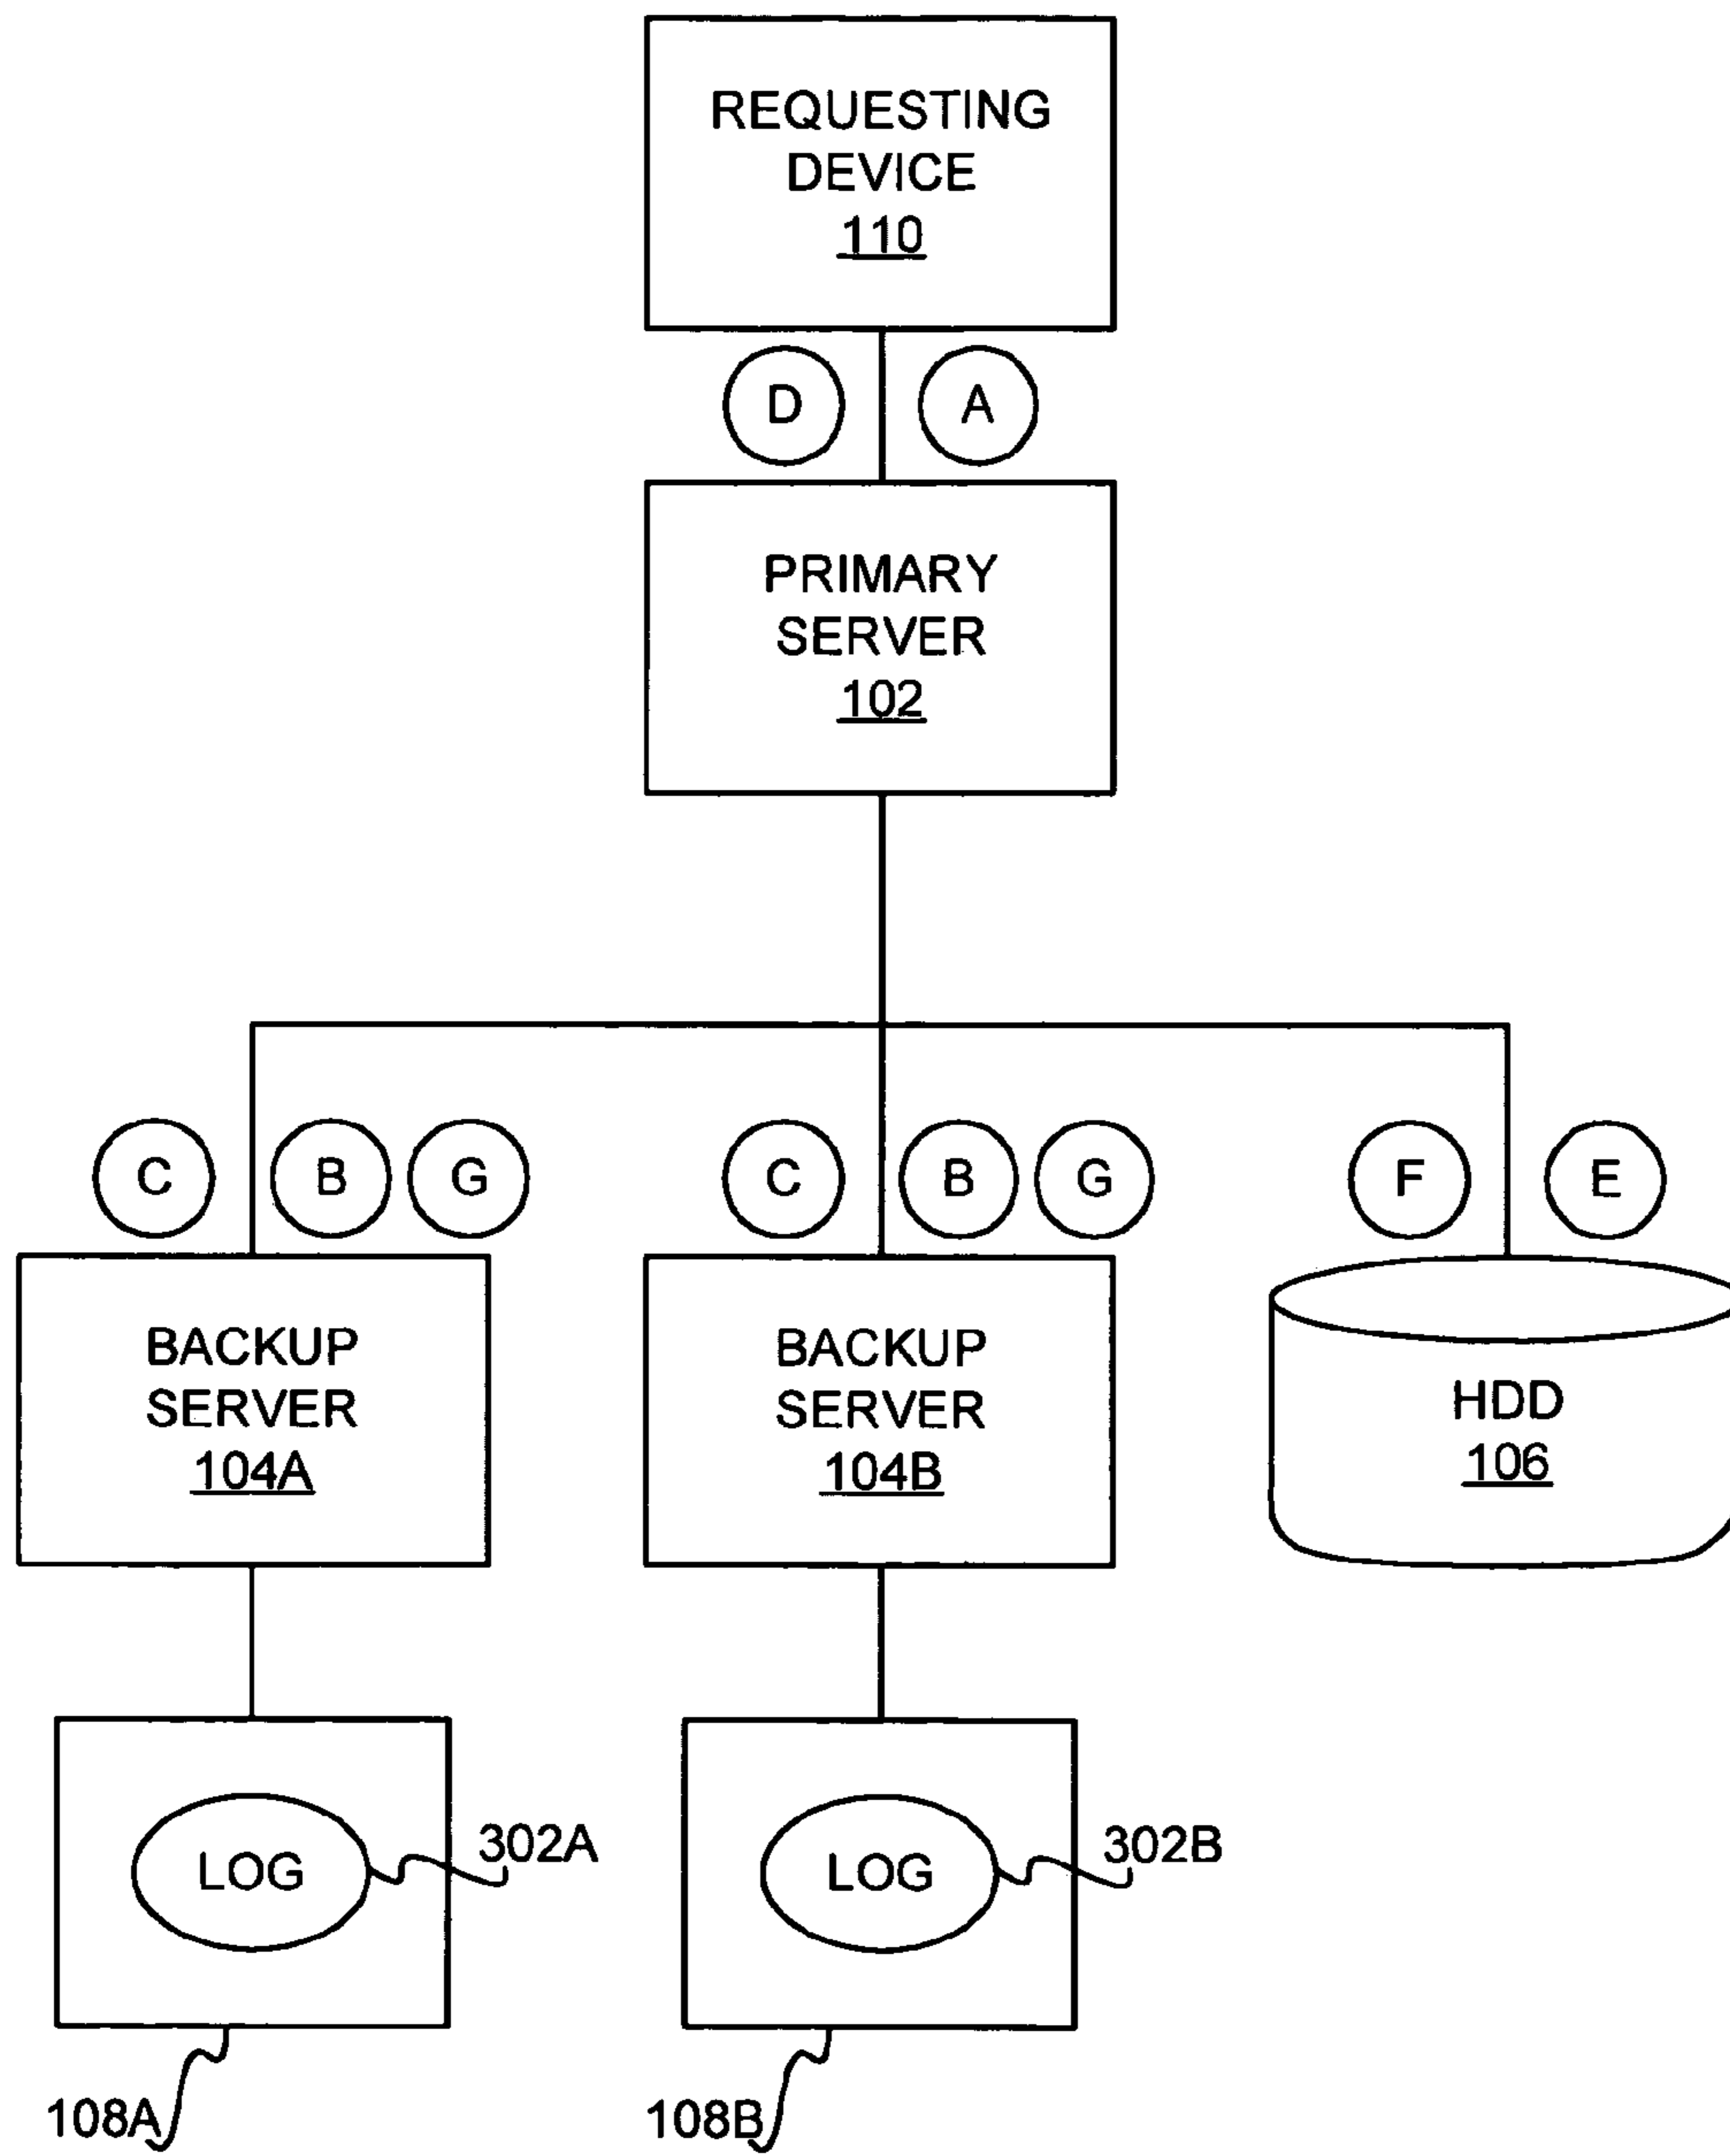 REQUESTING
DEVICE
110
D A
PRIMARY
SERVER
102
C B G C B G F E
BACKUP
SERVER
104A
BACKUP
SERVER
104B
HDD
106
LOG
302A
LOG
302B
108A
108B